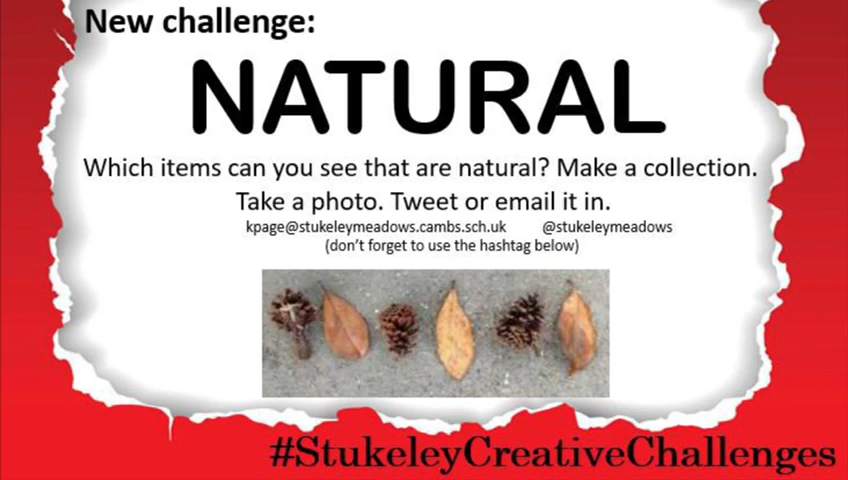 New challenge:
NATURAL
Which items can you see that are natural? Make a collection.
Take a photo. Tweet or email it in.
kpage@stukeleymeadows.cambs.sch.uk @stukeleymeadows
(don't forget to use the hashtag below)
#StukeleyCreativeChallenges